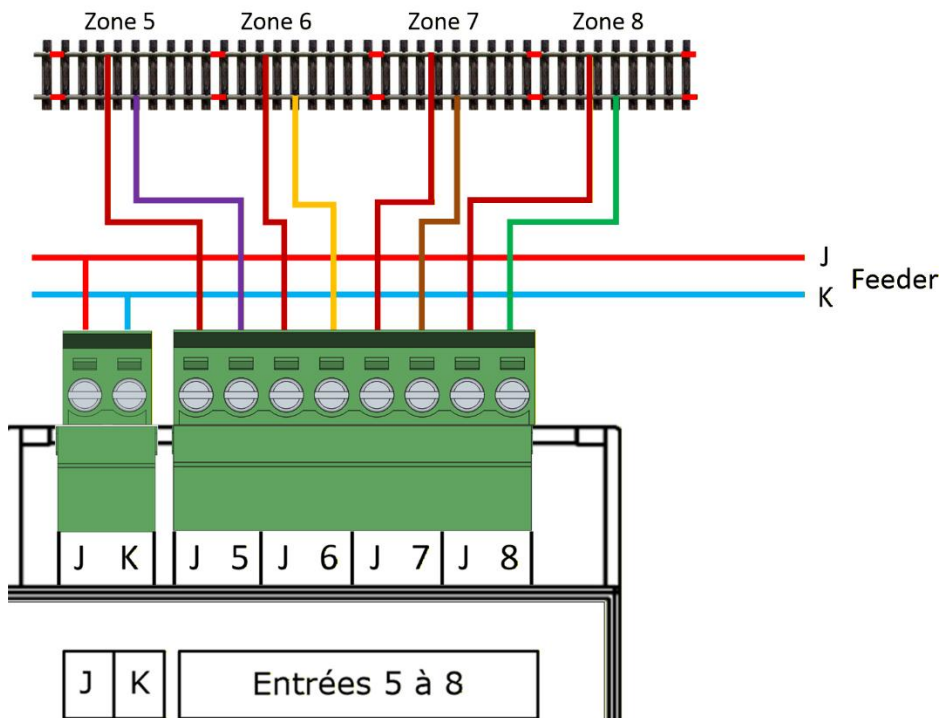 Zone 5 Zone 6 Zone 7 Zone 8
J
Feeder
K
J K J 5 J 6 J 7 J 8
J K Entrées 5 à 8